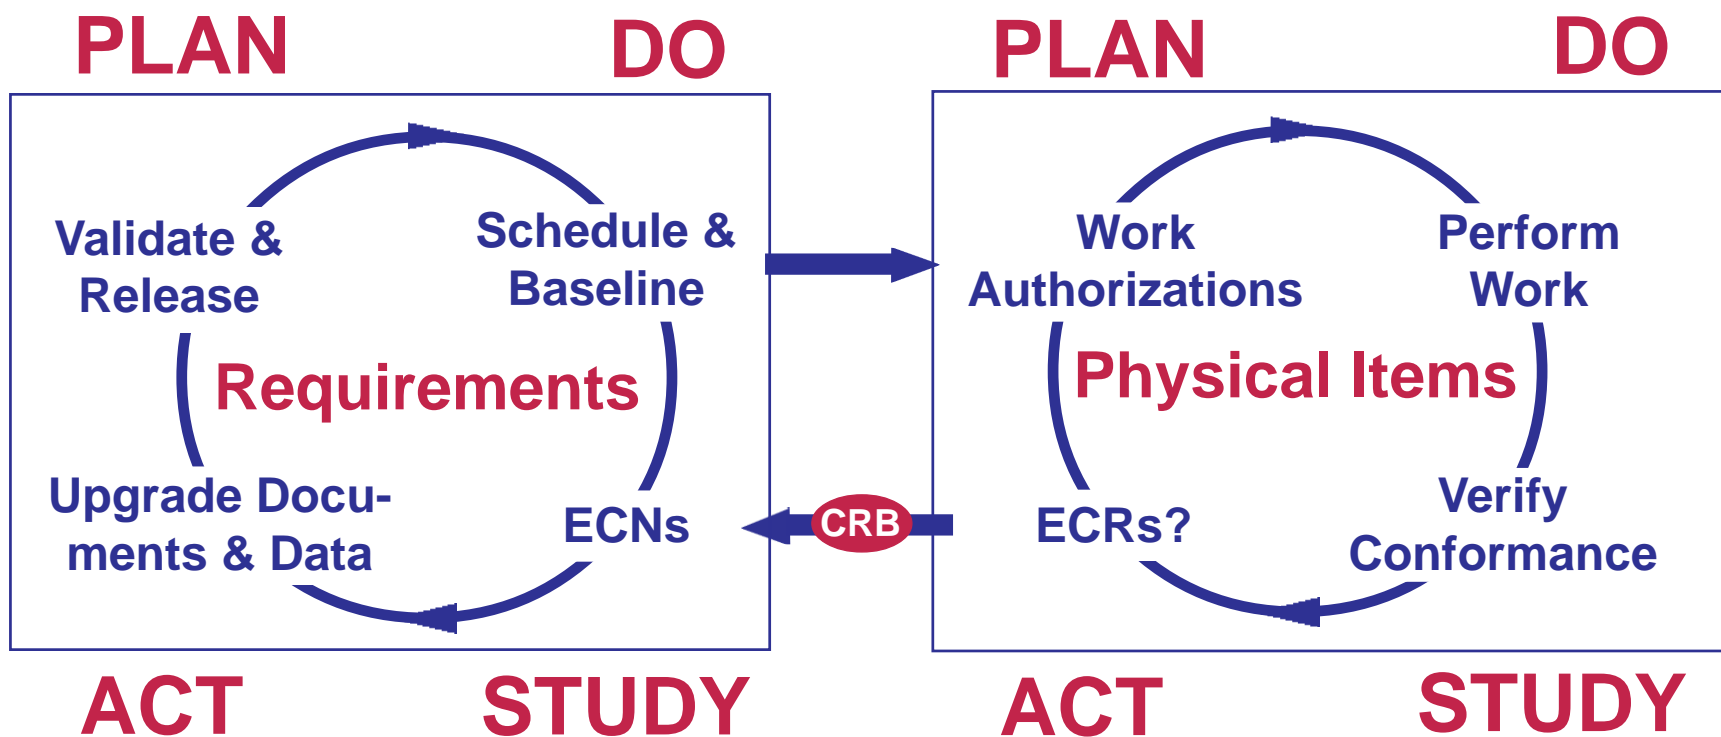 PLAN
DO
Validate &
Release
Schedule &
Baseline
Requirements
Upgrade Docu-
ments & Data
ECNs
ACT
STUDY
CRB
PLAN
DO
Work
Authorizations
Perform
Work
Physical Items
ECRs?
Verify
Conformance
ACT
STUDY